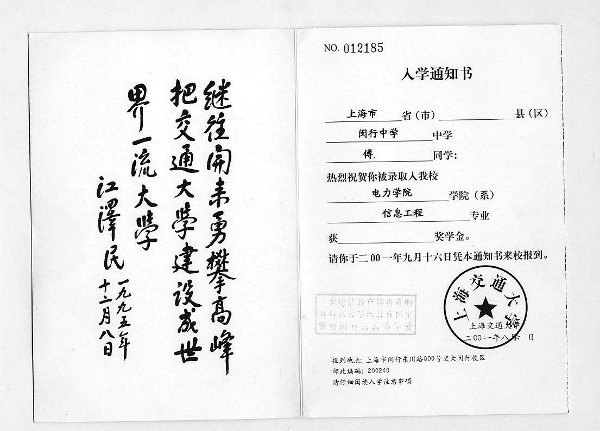 继往开来勇攀高峰
把交通大学建设成世
界一流大学
江泽民
一九九五年
十二月八日
NO. 012185
入学通知书
上海市 省(市) 县(区)
闵行中学 中学
傅 同学:
热烈祝贺你被录取入我校
电力学院 学院(系)
信息工程 专业
获 奖学金。
请你于二00一年九月十六日凭本通知书来校报到。
上海交通大学
上海交通大学
二00一年八月 日
报到地点: 上海市闵行东川路800号交大闵行校区
邮政编码: 200240
请仔细阅读入学注意事项